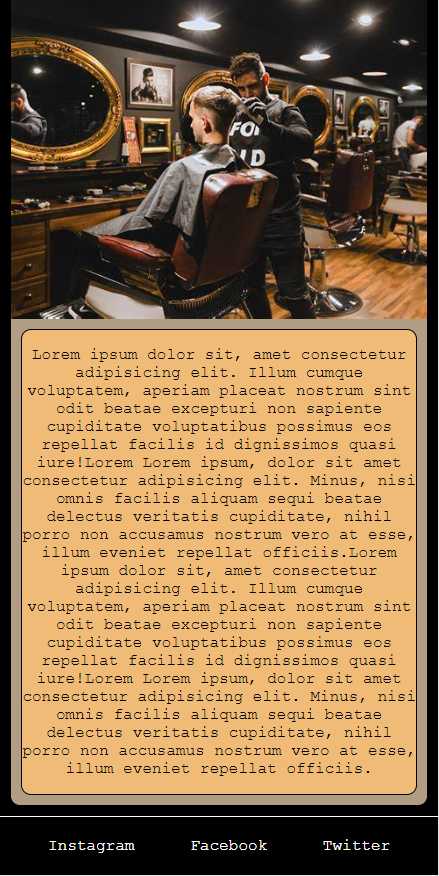 FOR
LD
Lorem ipsum dolor sit, amet consectetur
adipisicing elit. Illum cumque
voluptatem, aperiam placeat nostrum sint
odit beatae excepturi non sapiente
cupiditate voluptatibus possimus eos
repellat facilis id dignissimos quasi
iure!Lorem Lorem ipsum, dolor sit amet
consectetur adipisicing elit. Minus, nisi
omnis facilis aliquam sequi beatae
delectus veritatis cupiditate, nihil
porro non accusamus nostrum vero at esse,
illum eveniet repellat officiis.Lorem
ipsum dolor sit, amet consectetur
adipisicing elit. Illum cumque
voluptatem, aperiam placeat nostrum sint
odit beatae excepturi non sapiente
cupiditate voluptatibus possimus eos
repellat facilis id dignissimos quasi
iure!Lorem Lorem ipsum, dolor sit amet
consectetur adipisicing elit. Minus, nisi
omnis facilis aliquam sequi beatae
delectus veritatis cupiditate, nihil
porro non accusamus nostrum vero at esse,
illum eveniet repellat officiis.
Instagram Facebook Twitter